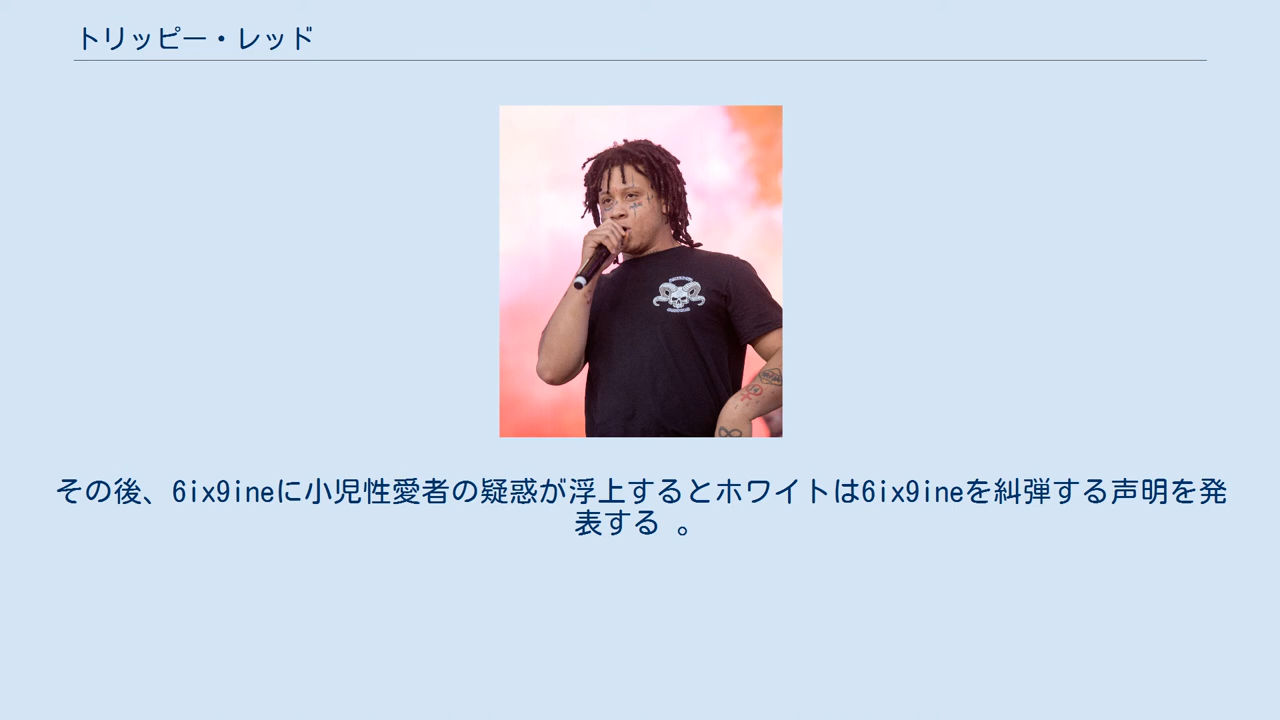 トリッピー・レッド
その後、6ix9ineに小児性愛者の疑惑が浮上するとホワイトは6ix9ineを糾弾する声明を発
表する 。